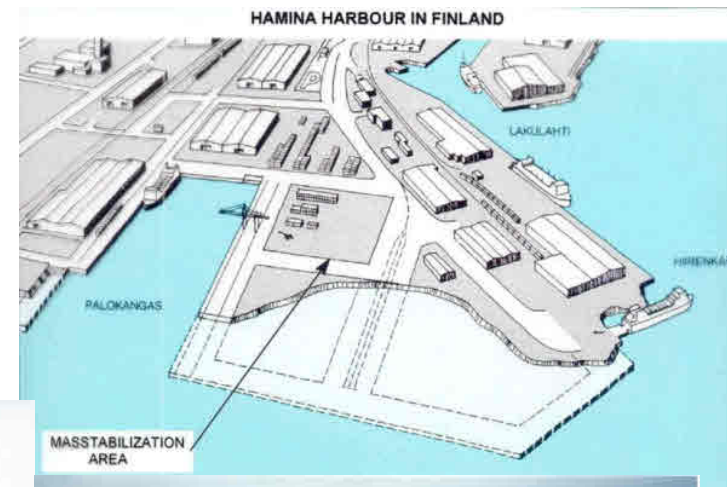 HAMINA HARBOUR IN FINLAND
LAKULAHTI
PALOKANGAS
MASSTABILIZATION
AREA